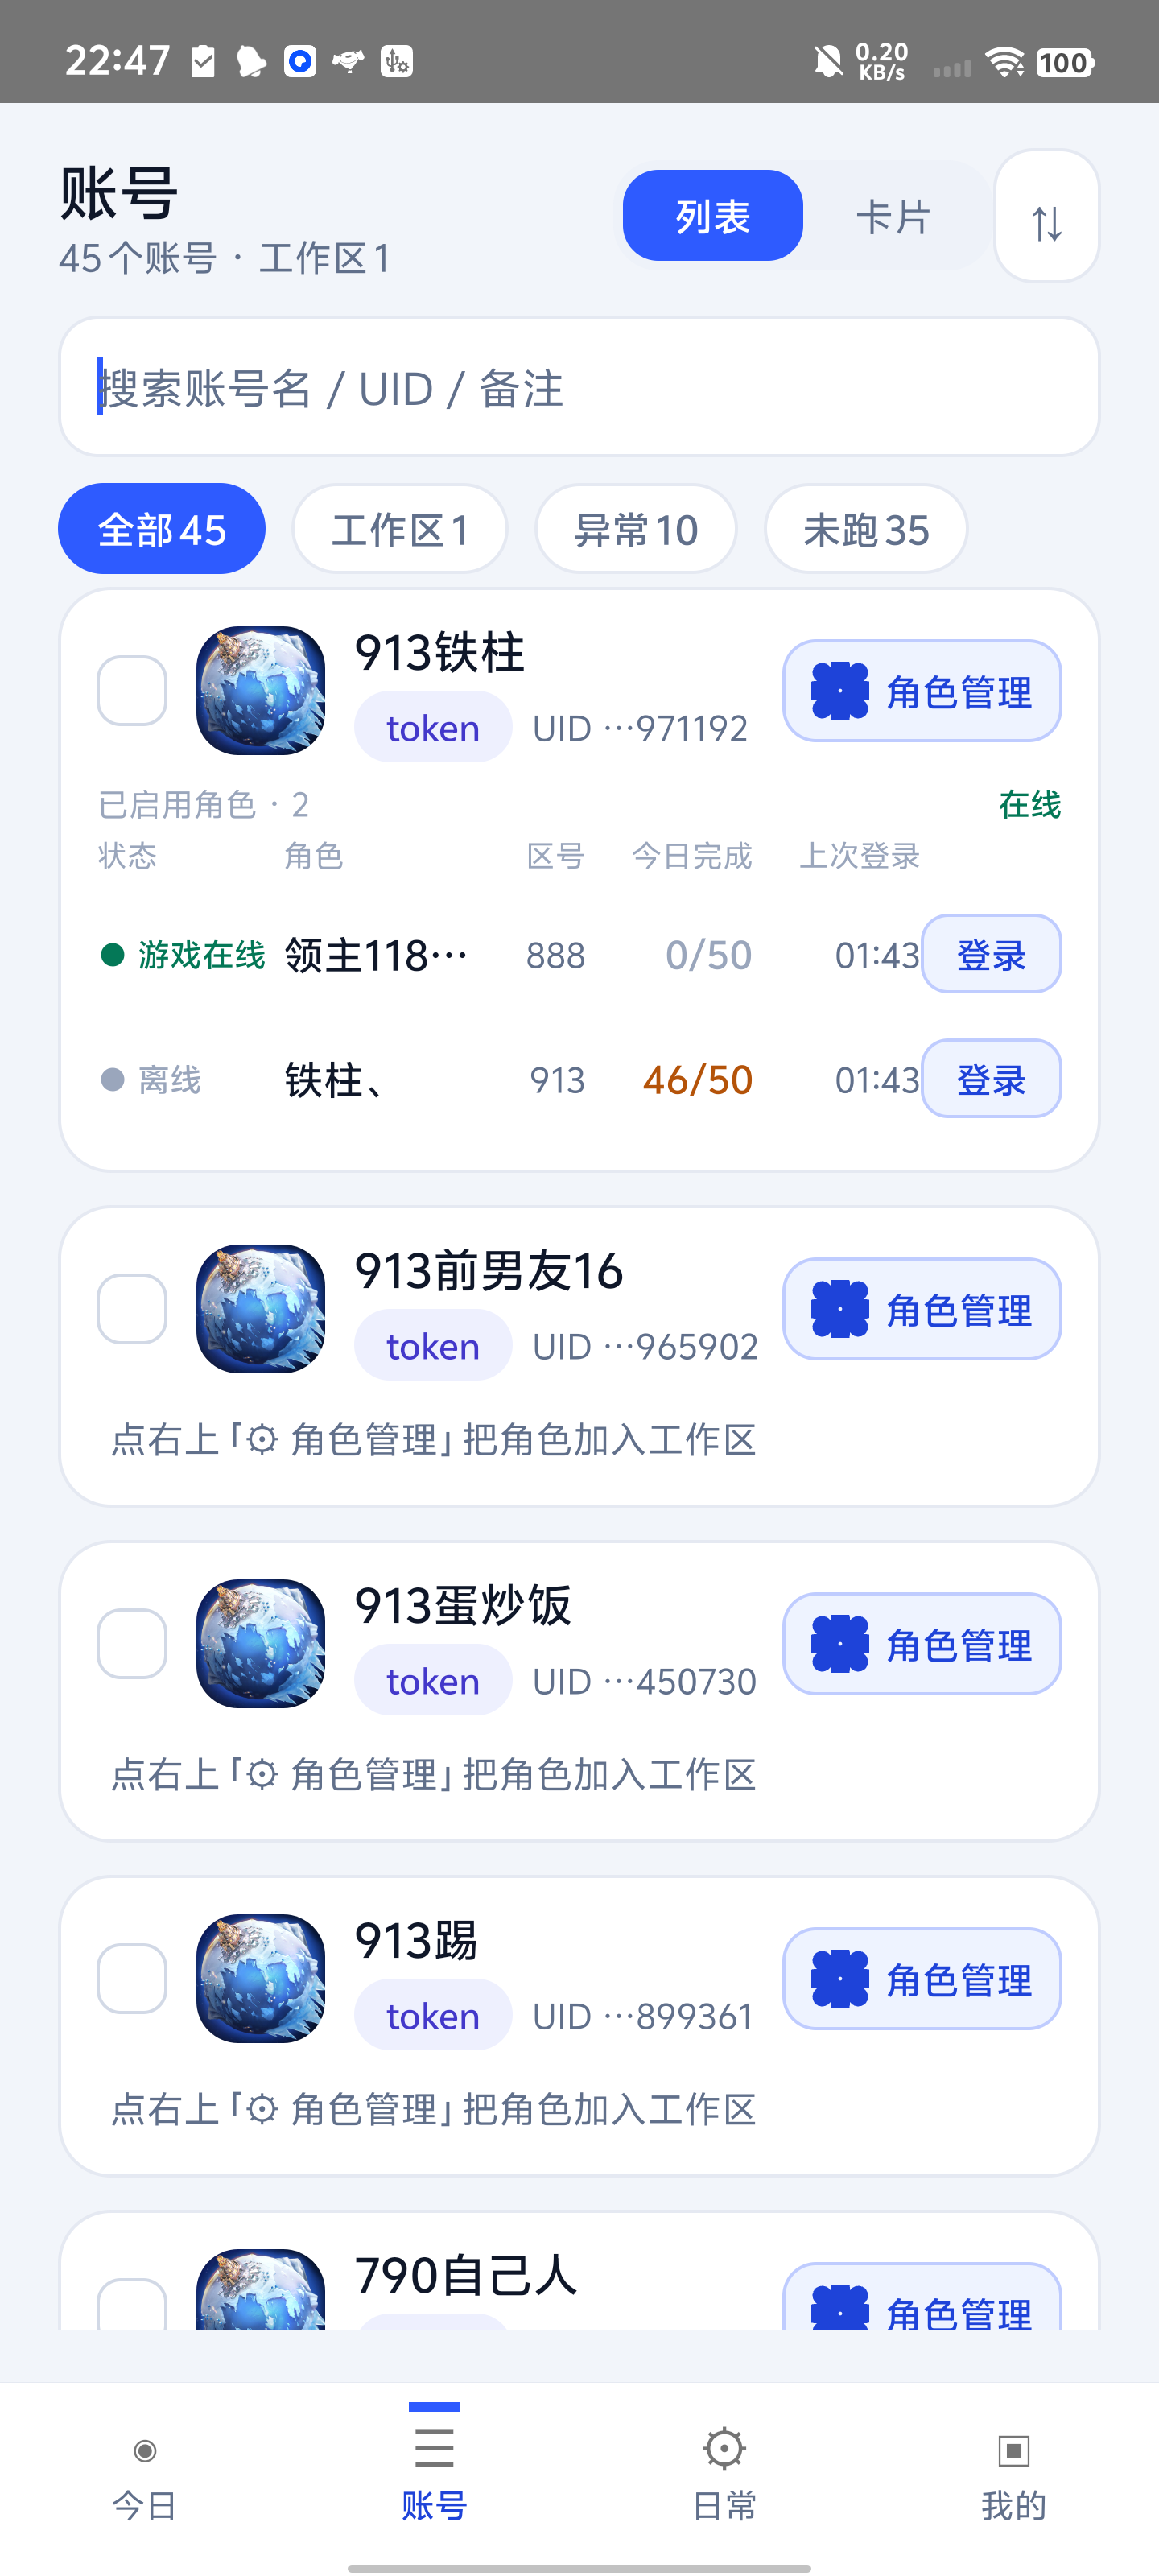 22:47 0.20 KB/s 100
账号
45个账号 · 工作区1
列表 卡片
搜索账号名 / UID / 备注
全部45 工作区1 异常10 未跑35
913铁柱
token UID …971192
角色管理
已启用角色 · 2 在线
状态 角色 区号 今日完成 上次登录
游戏在线 领主118… 888 0/50 01:43 登录
离线 铁柱、 913 46/50 01:43 登录
913前男友16
token UID …965902
角色管理
点右上「⚙ 角色管理」把角色加入工作区
913蛋炒饭
token UID …450730
角色管理
点右上「⚙ 角色管理」把角色加入工作区
913踢
token UID …899361
角色管理
点右上「⚙ 角色管理」把角色加入工作区
790自己人
角色管理
今日 账号 日常 我的